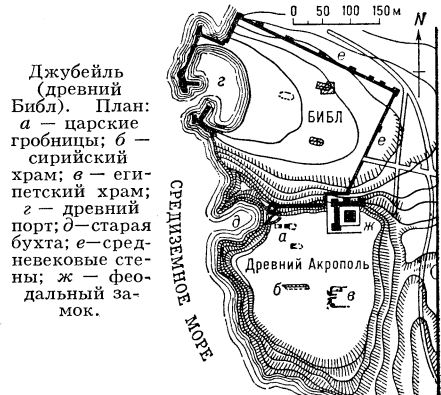 Джубейль
(древний
Библ). План:
а — царские
гробницы; б —
сирийский
храм; в — еги-
петский храм;
г — древний
порт; д—старая
бухта; е—сред-
невековые сте-
ны; ж — фео-
дальный за-
мок.
0 50 100 150 м
N
е
г
БИБЛ
е
д
а
ж
Древний Акрополь
б
в
СРЕДИЗЕМНОЕ МОРЕ